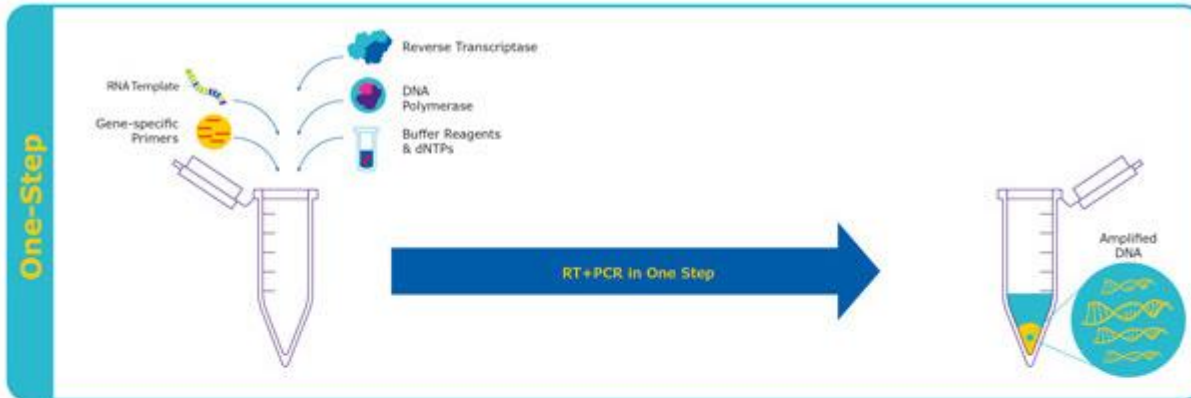 One-Step
RNA Template
Gene-specific
Primers
Reverse Transcriptase
DNA
Polymerase
Buffer Reagents
& dNTPs
RT+PCR in One Step
Amplified
DNA